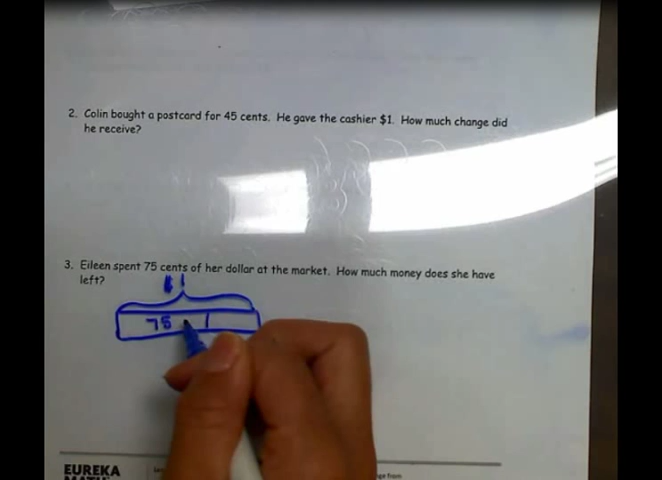 2. Colin bought a postcard for 45 cents. He gave the cashier $1. How much change did
he receive?
3. Eileen spent 75 cents of her dollar at the market. How much money does she have
left?
$1
75
EUREKA